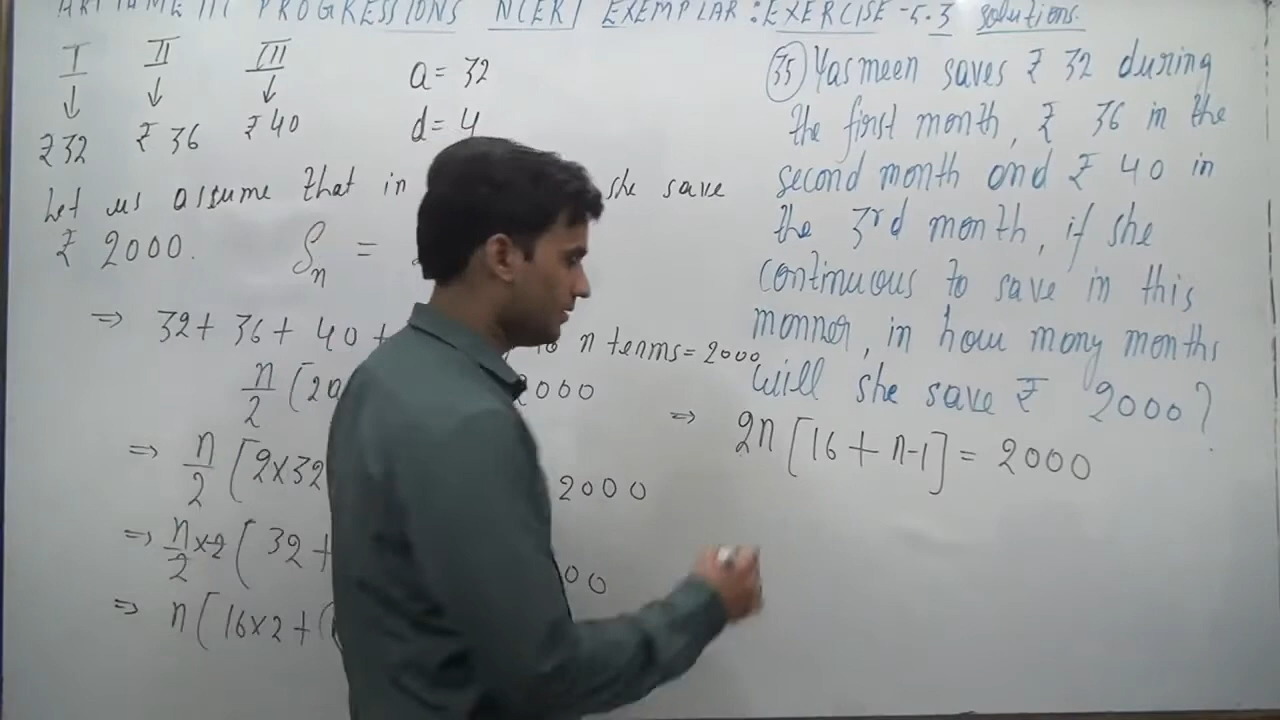 ARITHMETIC PROGRESSIONS NCERT EXEMPLAR : EXERCISE - 5.3 solutions.
I II III
↓ ↓ ↓
₹32 ₹ 36 ₹40
a = 32
d = 4
Let us assume that in she save
₹ 2000.
Sn =
⇒ 32 + 36 + 40 + n terms = 2000
n/2 (2a 2000
⇒ n/2 [2×32 2000
⇒ n/2 ×2 ( 32 + 00
⇒ n [16×2 + (
(35) Yasmeen saves ₹ 32 during
the first month, ₹ 36 in the
second month and ₹ 40 in
the 3rd month, if she
continuous to save in this
manner, in how many months
will she save ₹ 2000?
⇒ 2n [16 + n-1] = 2000